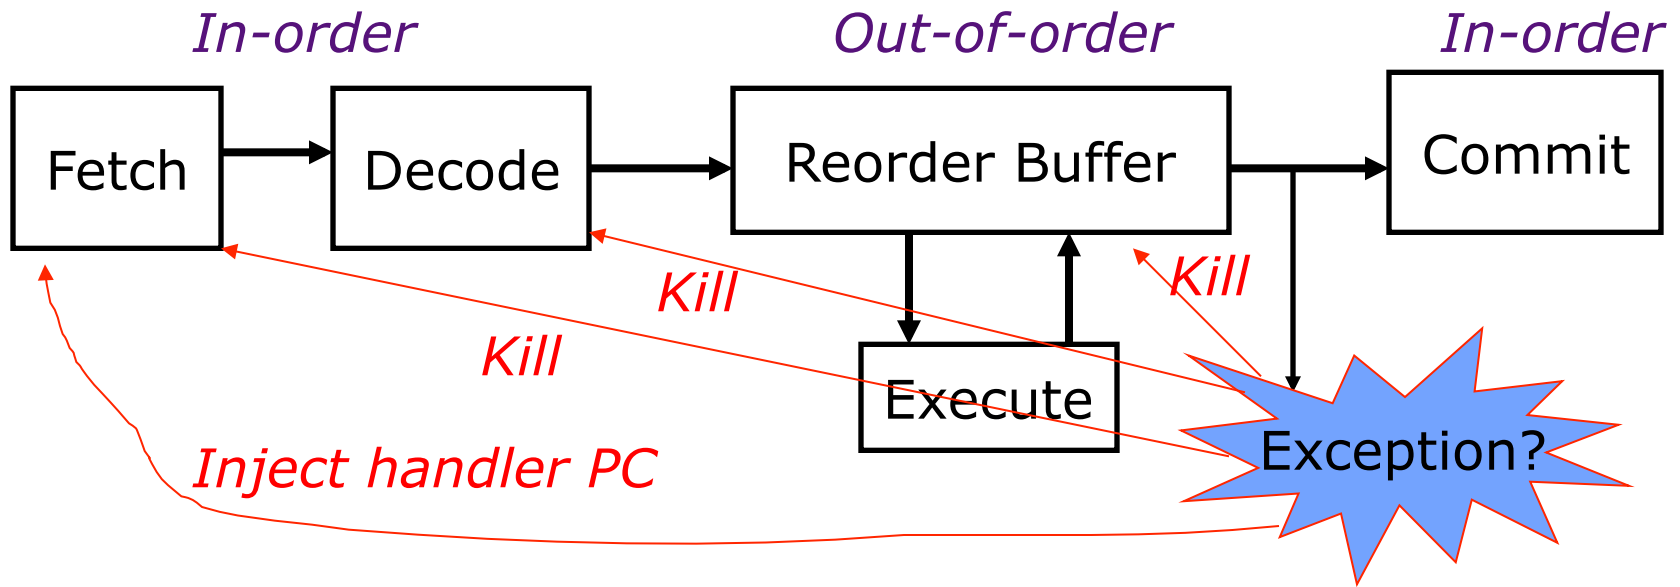 In-order
Out-of-order
In-order
Fetch
Decode
Reorder Buffer
Commit
Kill
Kill
Kill
Execute
Exception?
Inject handler PC